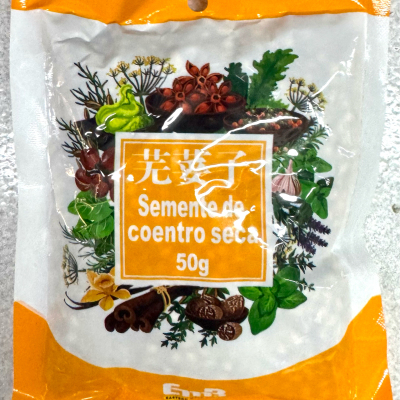 芫荽子
Semente de
coentro seca
50g